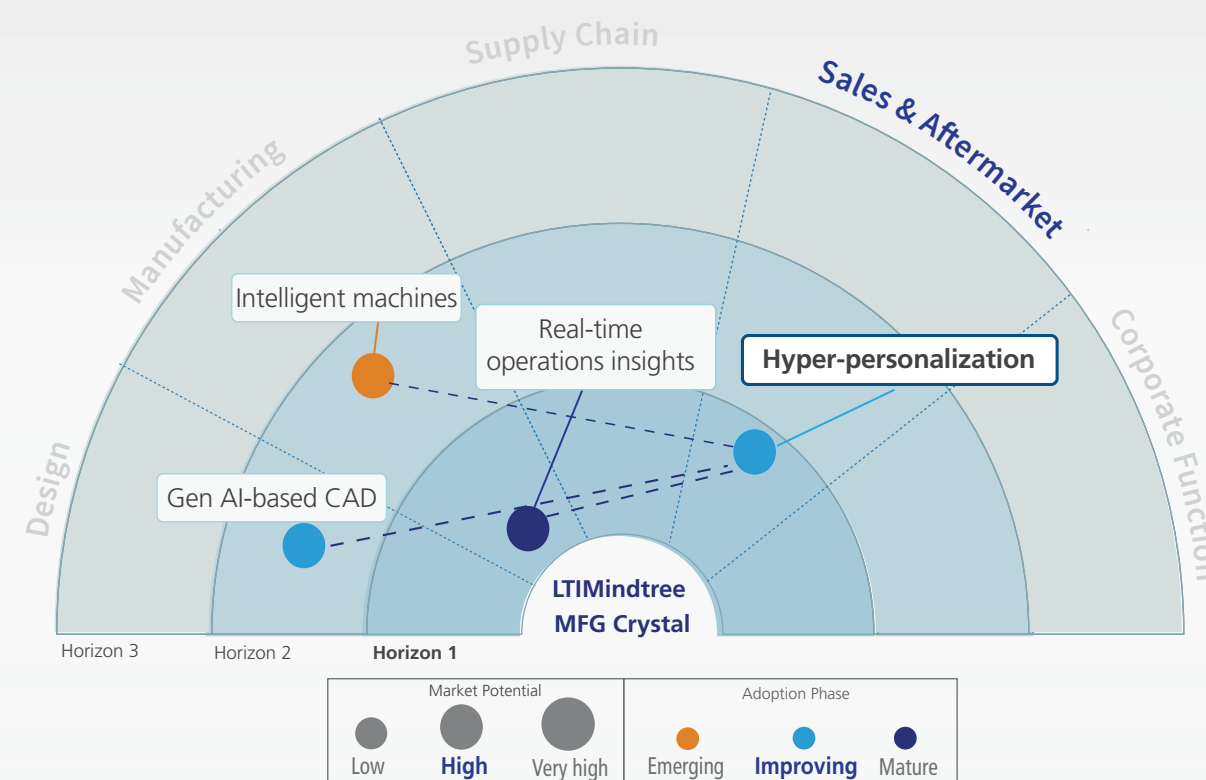 Supply Chain
Sales & Aftermarket
Manufacturing
Intelligent machines
Real-time
operations insights
Hyper-personalization
Corporate Function
Design
Gen AI-based CAD
LTIMindtree
MFG Crystal
Horizon 3
Horizon 2
Horizon 1
Market Potential
Low
High
Very high
Adoption Phase
Emerging
Improving
Mature